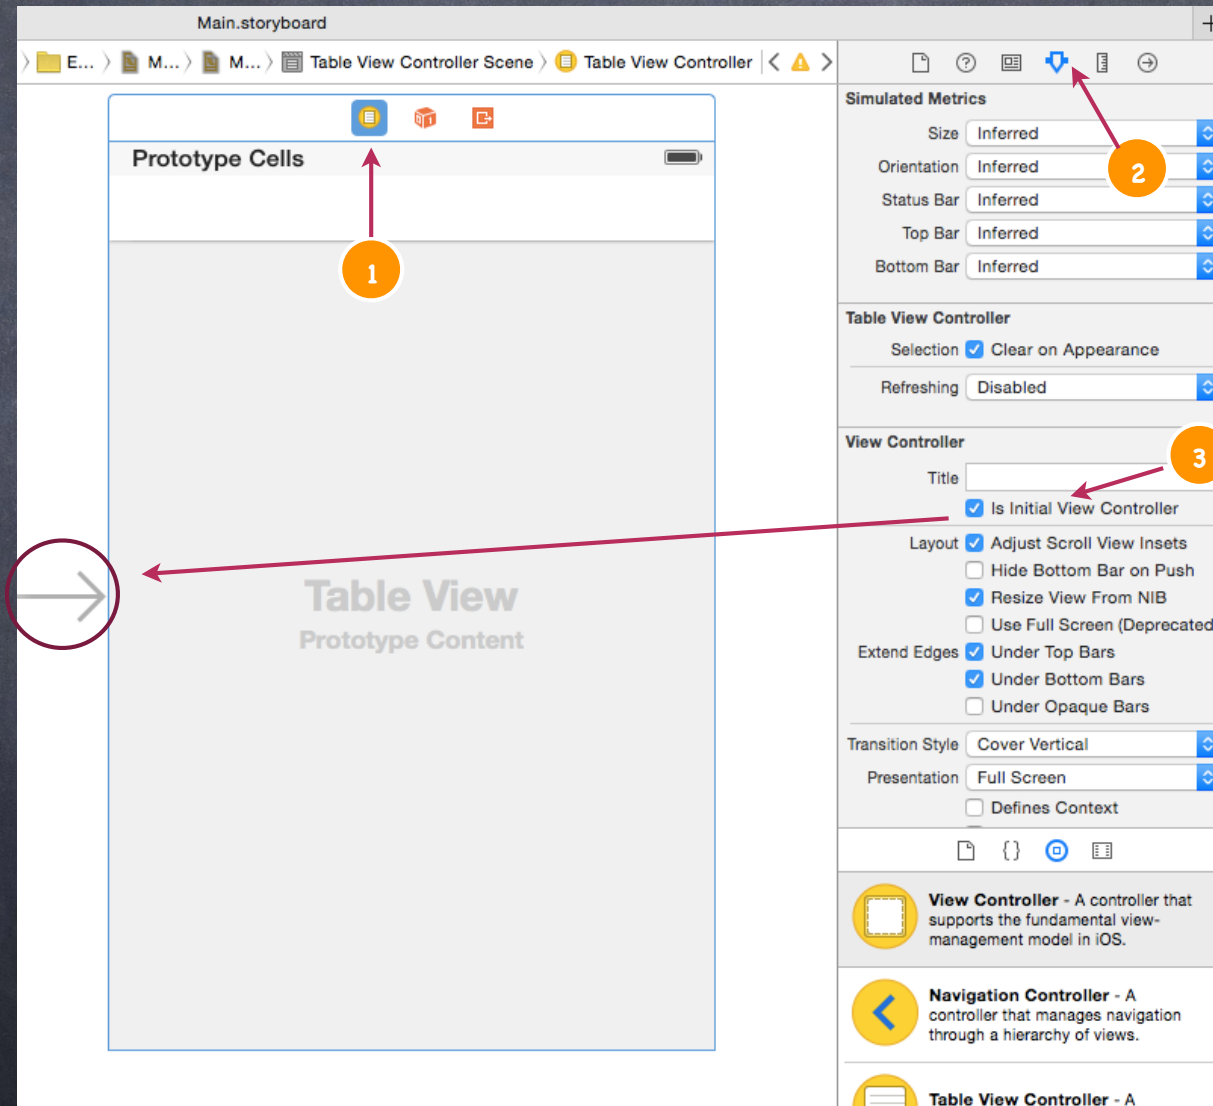 Main.storyboard
E... M... M... Table View Controller Scene Table View Controller
Prototype Cells
1
Table View
Prototype Content
2
Simulated Metrics
Size Inferred
Orientation Inferred
Status Bar Inferred
Top Bar Inferred
Bottom Bar Inferred
Table View Controller
Selection Clear on Appearance
Refreshing Disabled
View Controller
3
Title
Is Initial View Controller
Layout Adjust Scroll View Insets
Hide Bottom Bar on Push
Resize View From NIB
Use Full Screen (Deprecated
Extend Edges Under Top Bars
Under Bottom Bars
Under Opaque Bars
Transition Style Cover Vertical
Presentation Full Screen
Defines Context
{}
View Controller - A controller that
supports the fundamental view-
management model in iOS.
Navigation Controller - A
controller that manages navigation
through a hierarchy of views.
Table View Controller - A